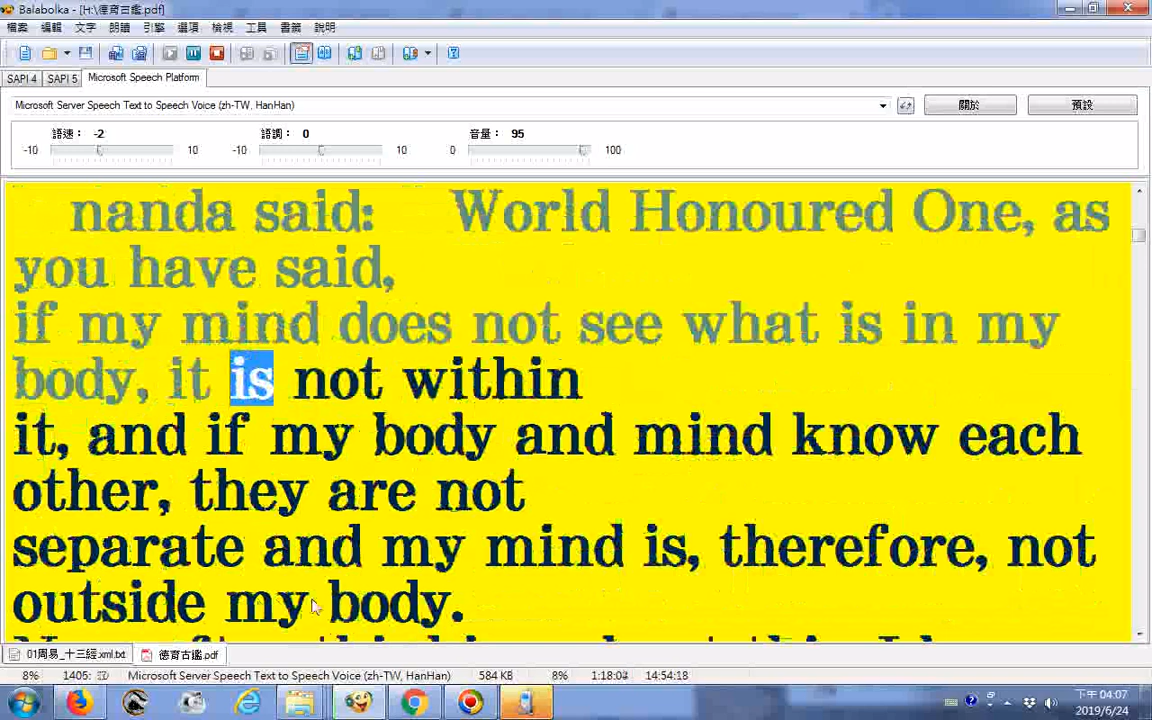 Balabolka - [H:\德育古鑑.pdf]
檔案 編輯 文字 朗讀 引擎 選項 檢視 工具 書籤 說明
SAPI 4 SAPI 5 Microsoft Speech Platform
Microsoft Server Speech Text to Speech Voice (zh-TW, HanHan) 關於 預設
語速： -2 語調： 0 音量： 95
-10 10 -10 10 0 100
nanda said: World Honoured One, as
you have said,
if my mind does not see what is in my
body, it is not within
it, and if my body and mind know each
other, they are not
separate and my mind is, therefore, not
outside my body.
01周易_十三經.xml.txt 德育古鑑.pdf
8% 1405: Microsoft Server Speech Text to Speech Voice (zh-TW, HanHan) 584 KB 8% 1:18:03 14:54:18
下午 04:07
2019/6/24